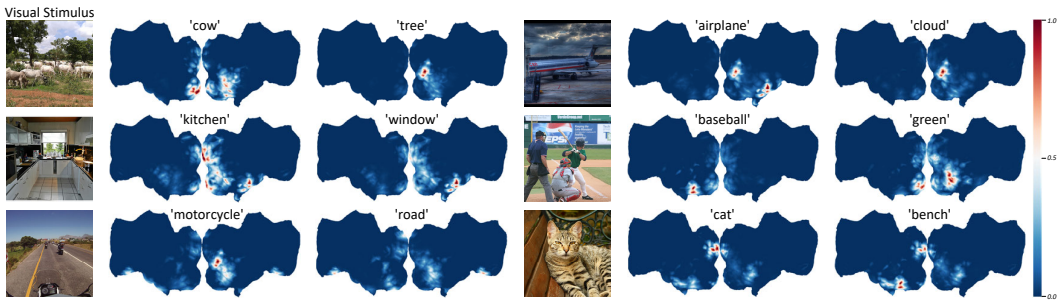 Visual Stimulus
'cow' 'tree' 'airplane' 'cloud'
1.0
'kitchen' 'window' 'baseball' 'green'
PEPSI
0.5
'motorcycle' 'road' 'cat' 'bench'
0.0